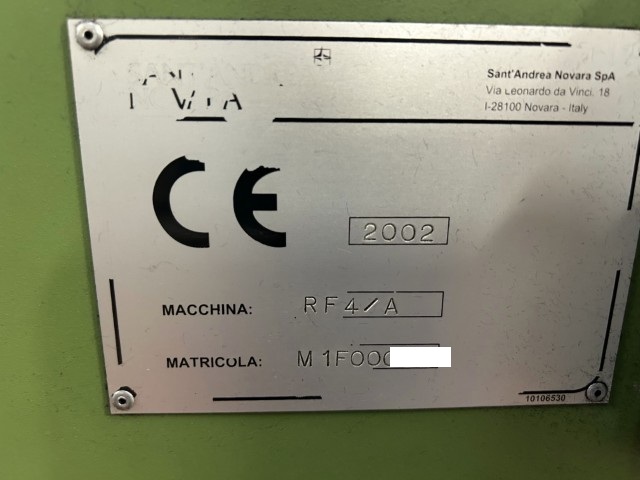 Sant'Andrea Novara SpA
Via Leonardo da Vinci, 18
I-28100 Novara - Italy
CE
2002
MACCHINA: RF4/A
MATRICOLA: M1F00
10106530